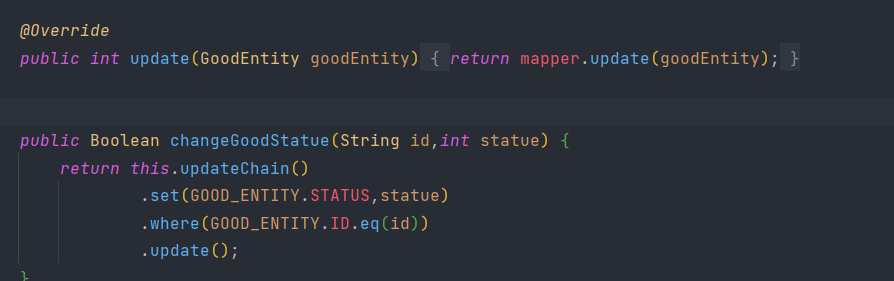 @Override
public int update(GoodEntity goodEntity) { return mapper.update(goodEntity); }
public Boolean changeGoodStatue(String id,int statue) {
return this.updateChain()
.set(GOOD_ENTITY.STATUS,statue)
.where(GOOD_ENTITY.ID.eq(id))
.update();
}